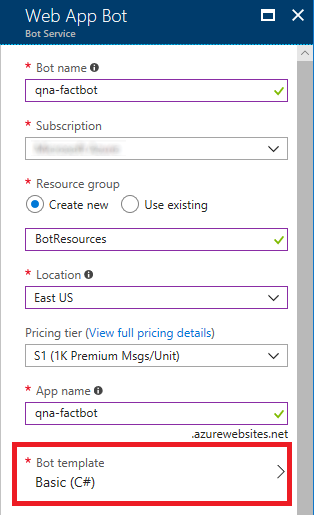 Web App Bot
Bot Service
* Bot name
qna-factbot
* Subscription
* Resource group
Create new Use existing
BotResources
* Location
East US
Pricing tier (View full pricing details)
S1 (1K Premium Msgs/Unit)
* App name
qna-factbot
.azurewebsites.net
* Bot template
Basic (C#)